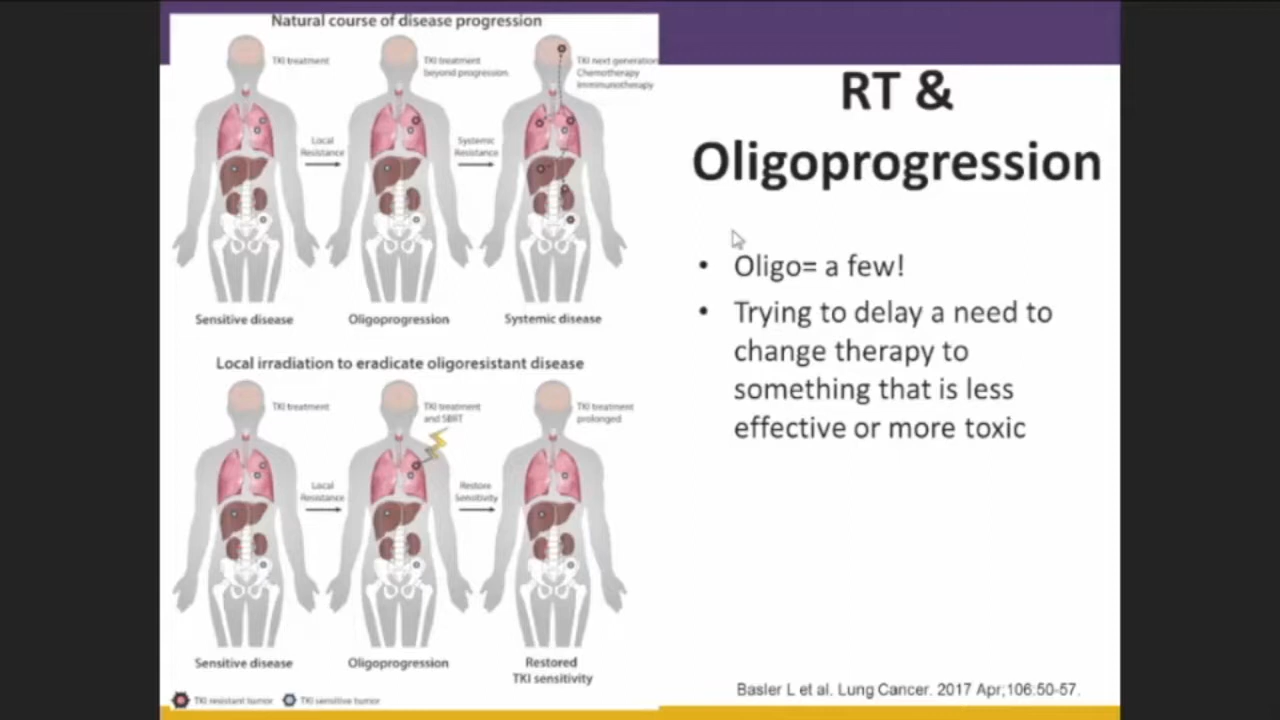 Natural course of disease progression
TKI treatment
TKI treatment
beyond progression
TKI next generation
Chemotherapy
Immunotherapy
Local
Resistance
Systemic
Resistance
Sensitive disease
Oligoprogression
Systemic disease
Local irradiation to eradicate oligoresistant disease
TKI treatment
TKI treatment
and SBRT
TKI treatment
prolonged
Local
Resistance
Restore
Sensitivity
Sensitive disease
Oligoprogression
Restored
TKI sensitivity
TKI resistant tumor
TKI sensitive tumor
RT &
Oligoprogression
• Oligo= a few!
• Trying to delay a need to
change therapy to
something that is less
effective or more toxic
Basler L et al. Lung Cancer. 2017 Apr;106:50-57.